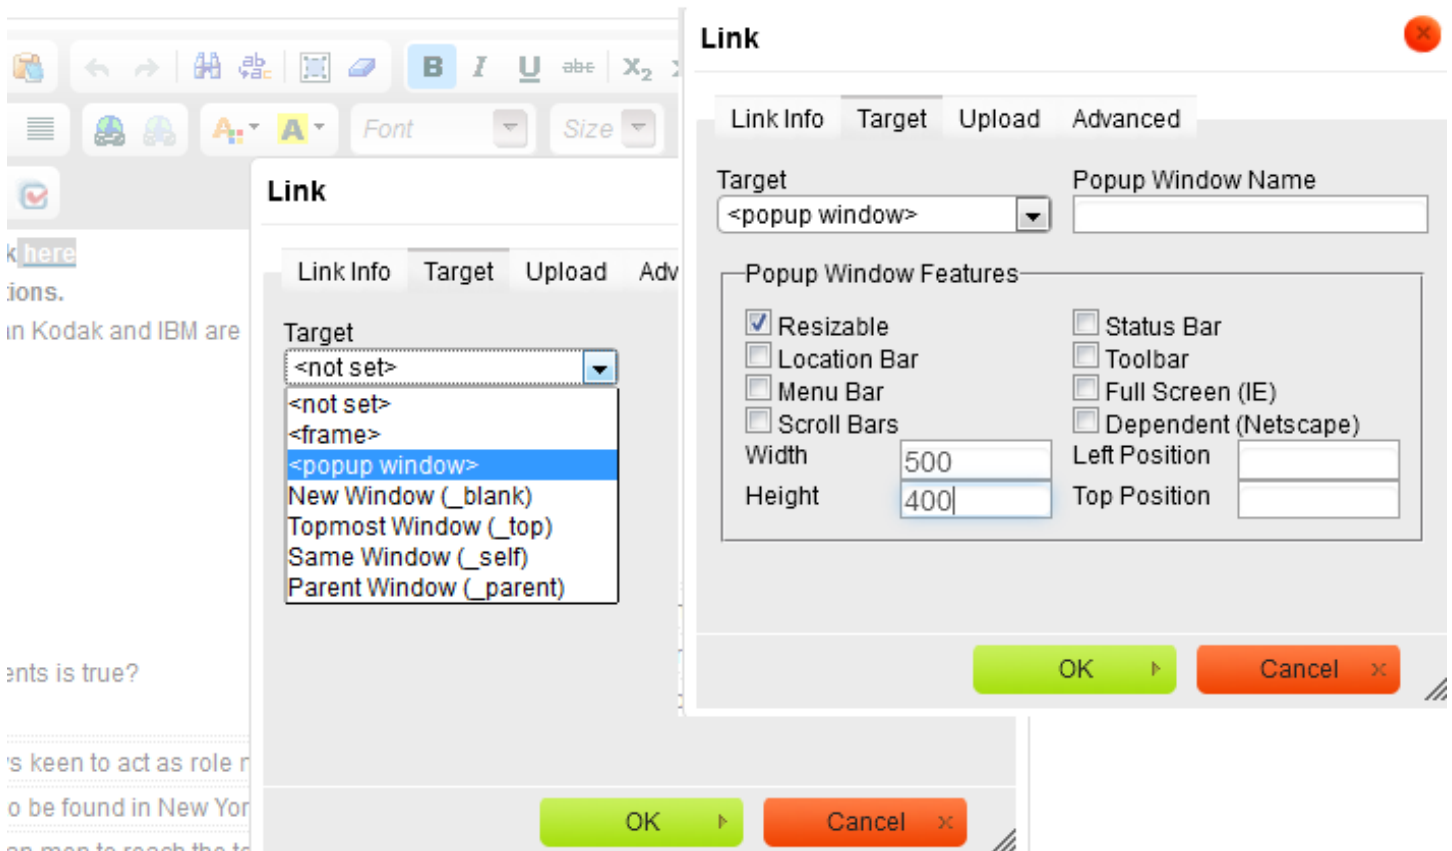 B I U abc X2
A A Font Size
k here
ions.
in Kodak and IBM are
ents is true?
's keen to act as role
o be found in New Yor
Link
Link Info Target Upload Adv
Target
<not set>
<not set>
<frame>
<popup window>
New Window (_blank)
Topmost Window (_top)
Same Window (_self)
Parent Window (_parent)
OK Cancel
Link
Link Info Target Upload Advanced
Target Popup Window Name
<popup window>
Popup Window Features
Resizable Status Bar
Location Bar Toolbar
Menu Bar Full Screen (IE)
Scroll Bars Dependent (Netscape)
Width 500 Left Position
Height 400 Top Position
OK Cancel